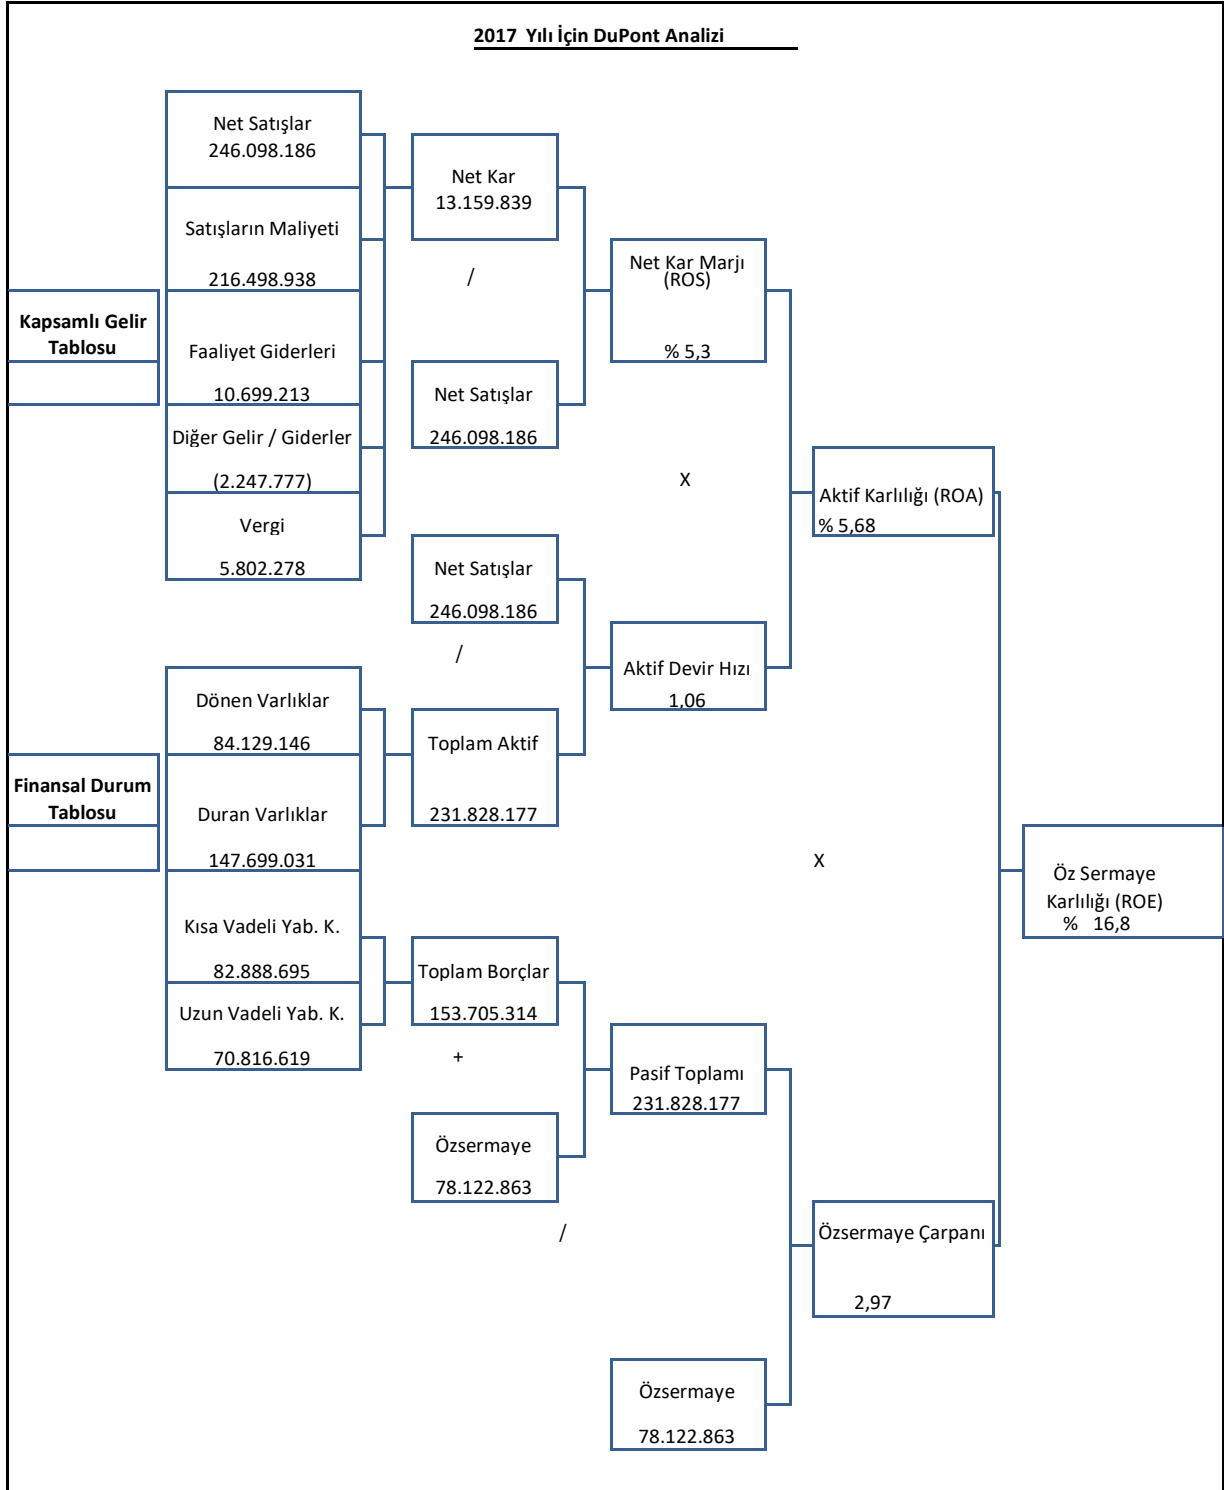 2017 Yılı İçin DuPont Analizi
Net Satışlar
246.098.186
Net Kar
13.159.839
Satışların Maliyeti
216.498.938
/
Net Kar Marjı
(ROS)
% 5,3
Kapsamlı Gelir
Tablosu
Faaliyet Giderleri
10.699.213
Net Satışlar
246.098.186
Diğer Gelir / Giderler
(2.247.777)
X
Aktif Karlılığı (ROA)
% 5,68
Vergi
5.802.278
Net Satışlar
246.098.186
/
Aktif Devir Hızı
1,06
Dönen Varlıklar
84.129.146
Toplam Aktif
231.828.177
Finansal Durum
Tablosu
Duran Varlıklar
147.699.031
X
Öz Sermaye
Karlılığı (ROE)
% 16,8
Kısa Vadeli Yab. K.
82.888.695
Toplam Borçlar
153.705.314
Uzun Vadeli Yab. K.
70.816.619
+
Pasif Toplamı
231.828.177
Özsermaye
78.122.863
/
Özsermaye Çarpanı
2,97
Özsermaye
78.122.863